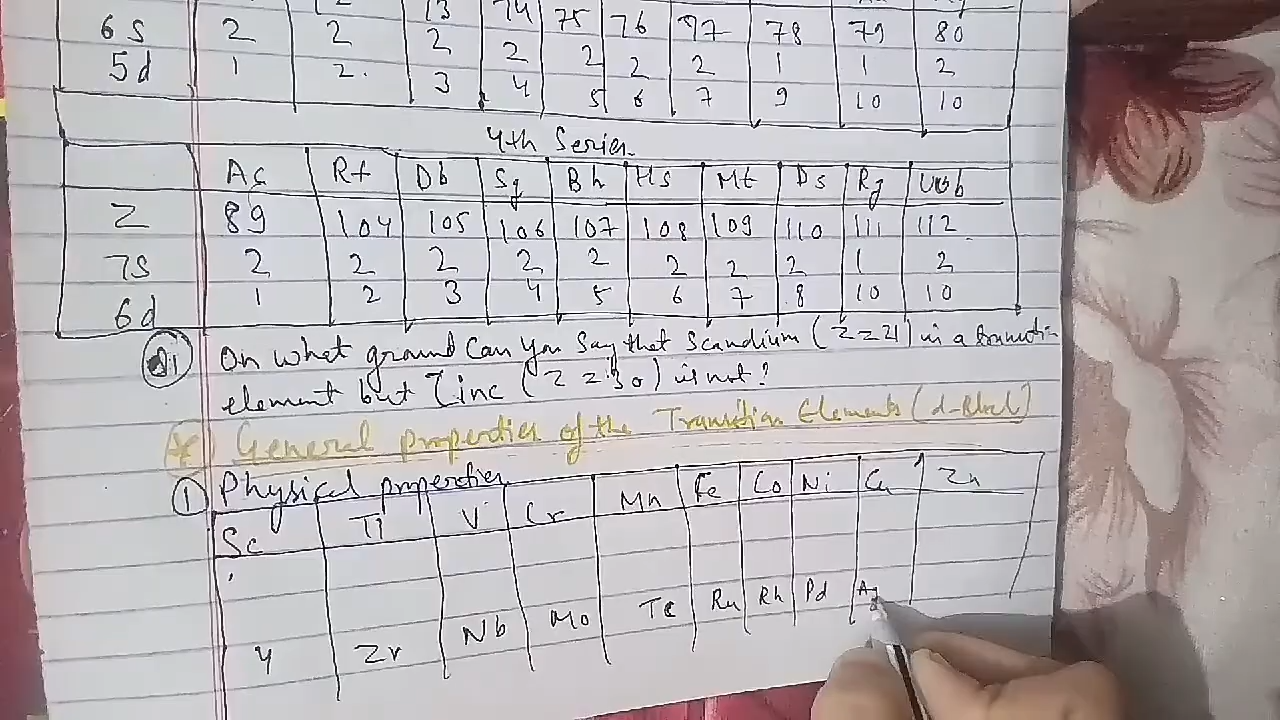 13 74 75 76 77 78 79 80
6S 2 2 2 2 2 2 2 1 1 2
5d 1 2. 3 4 5 6 7 9 10 10
4th Series
Ac Rf Db Sg Bh Hs Mt Ds Rg Uub
Z 89 104 105 106 107 108 109 110 111 112
7S 2 2 2 2 2 2 2 2 1 2
6d 1 2 3 4 5 6 7 8 10 10
Q1 On what ground can you say that Scandium (Z=21) is a transition
element but Zinc (Z=30) is not?
* General properties of the Transition Elements (d-Block)
1 Physical properties
Sc Ti V Cr Mn Fe Co Ni Cu Zn
Y Zr Nb Mo Tc Ru Rh Pd Ag